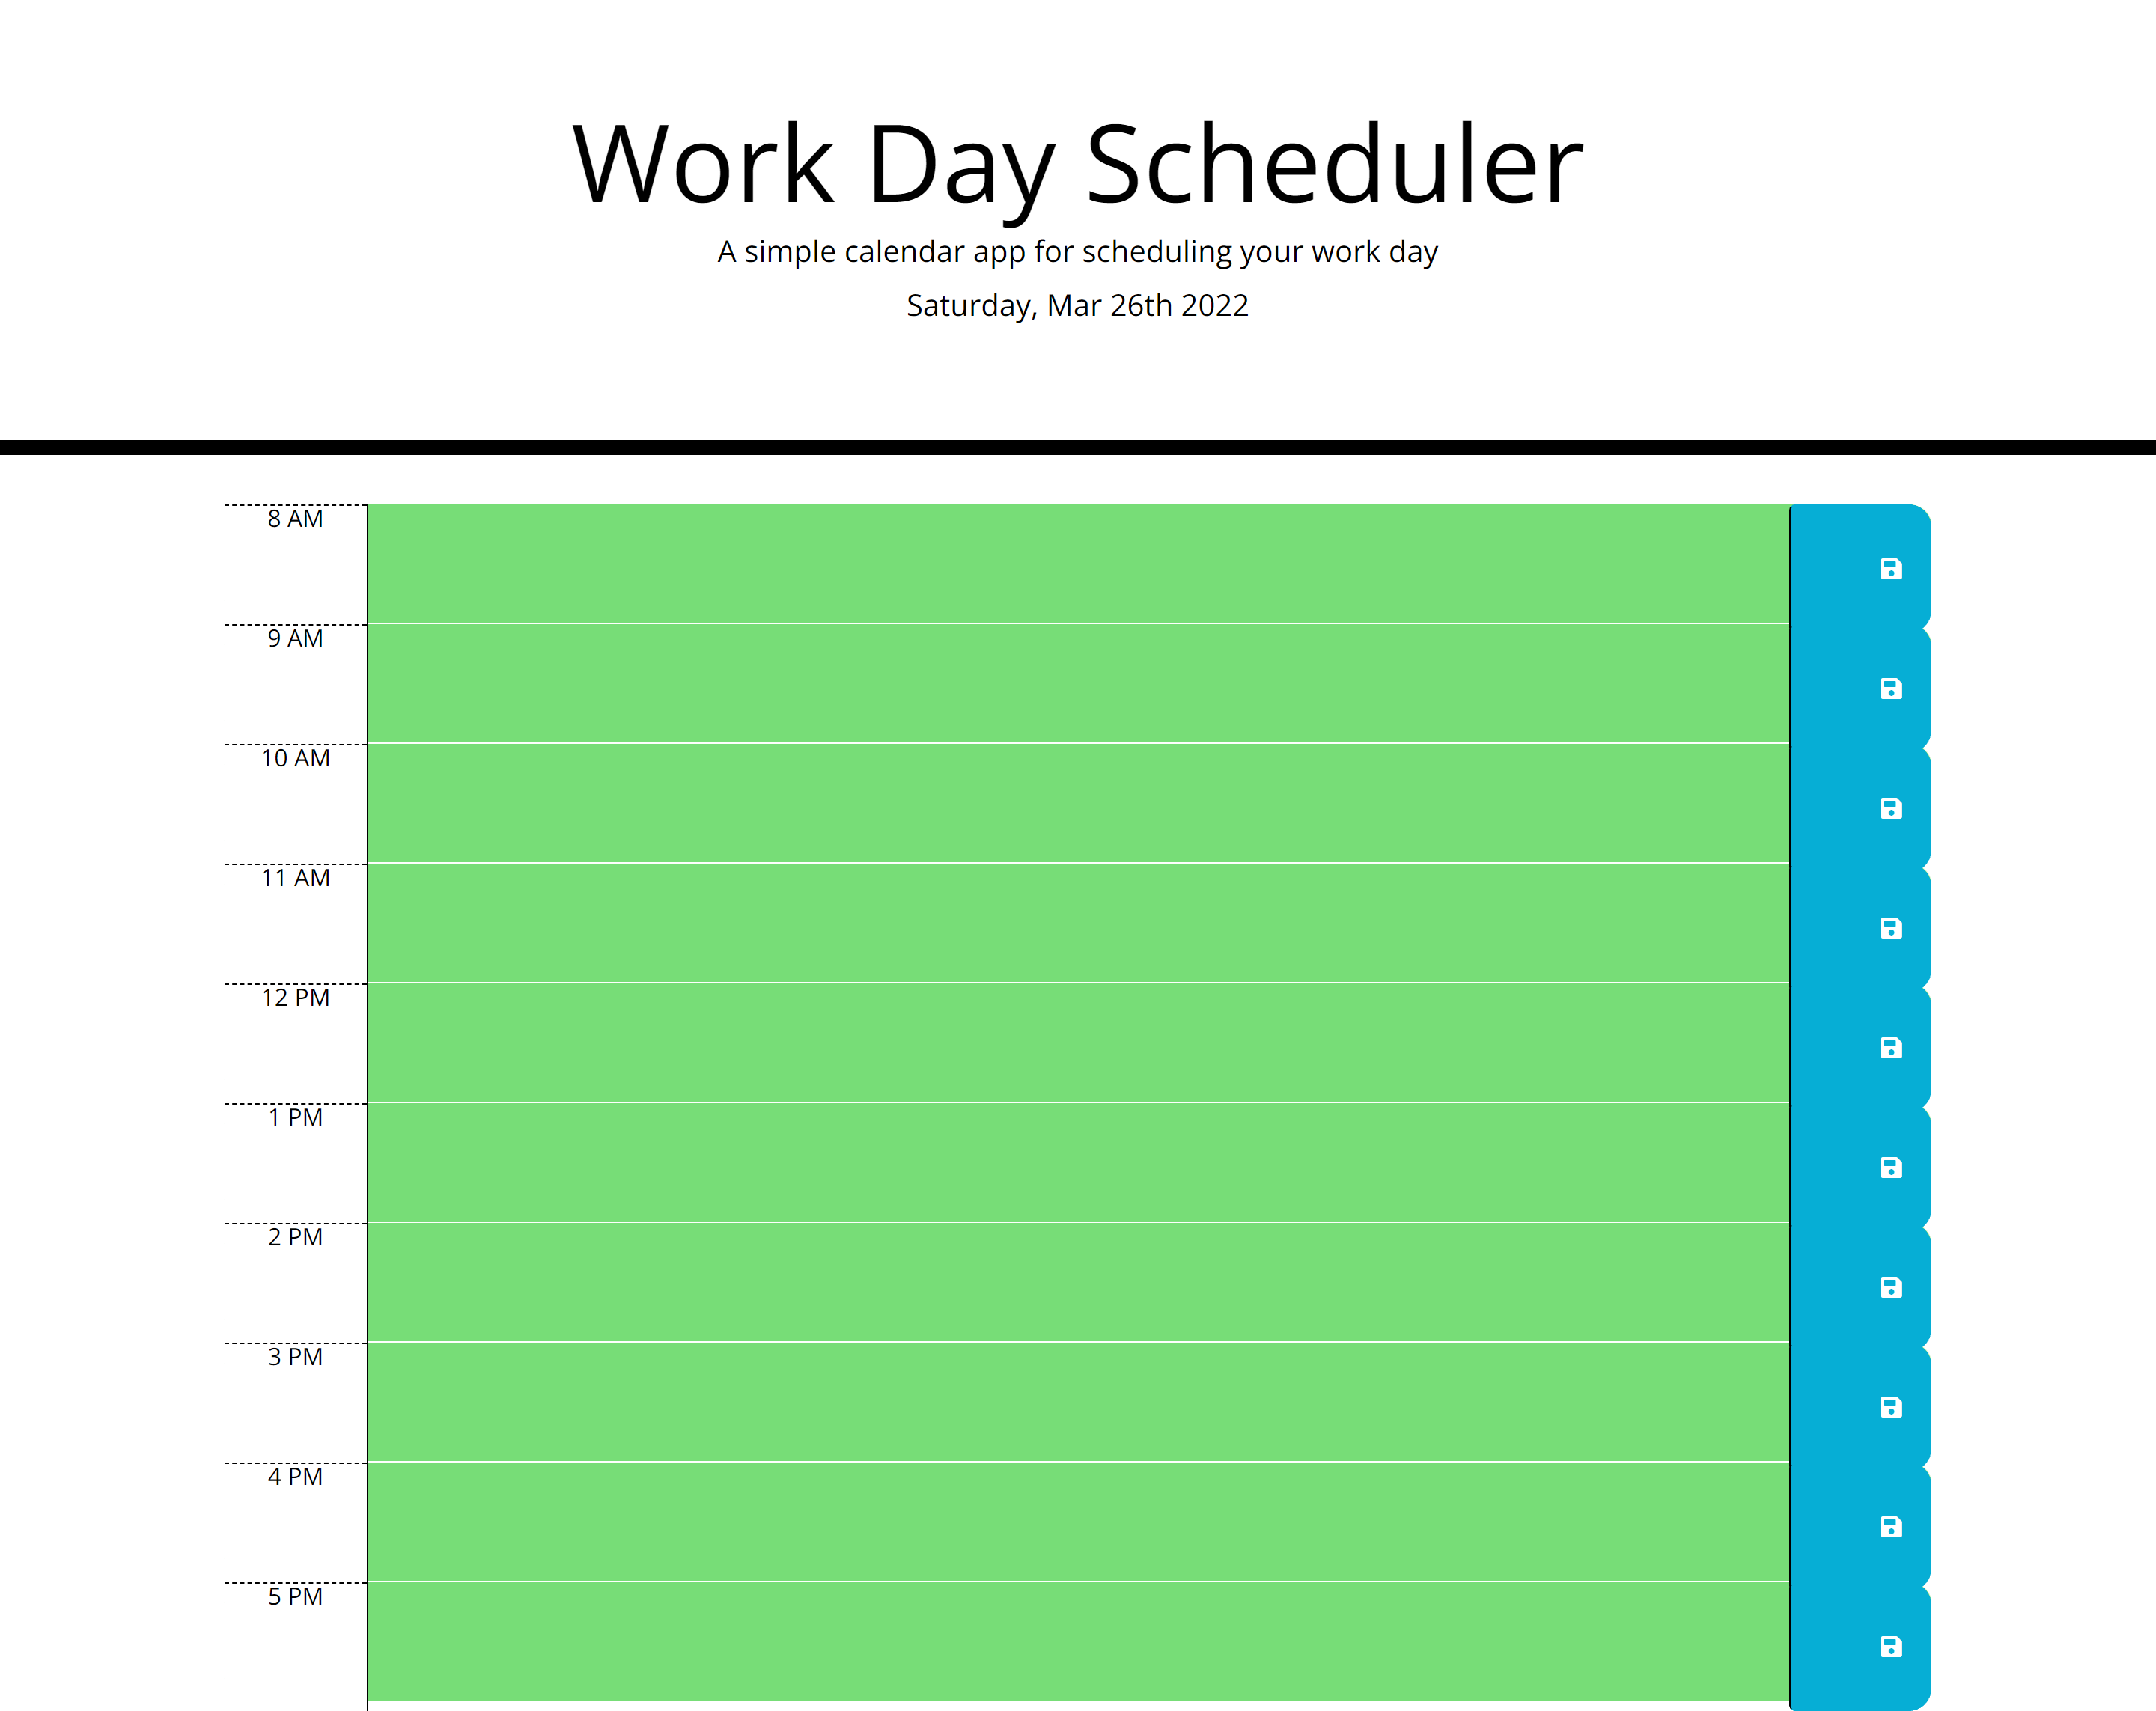 Work Day Scheduler
A simple calendar app for scheduling your work day
Saturday, Mar 26th 2022
8 AM
9 AM
10 AM
11 AM
12 PM
1 PM
2 PM
3 PM
4 PM
5 PM